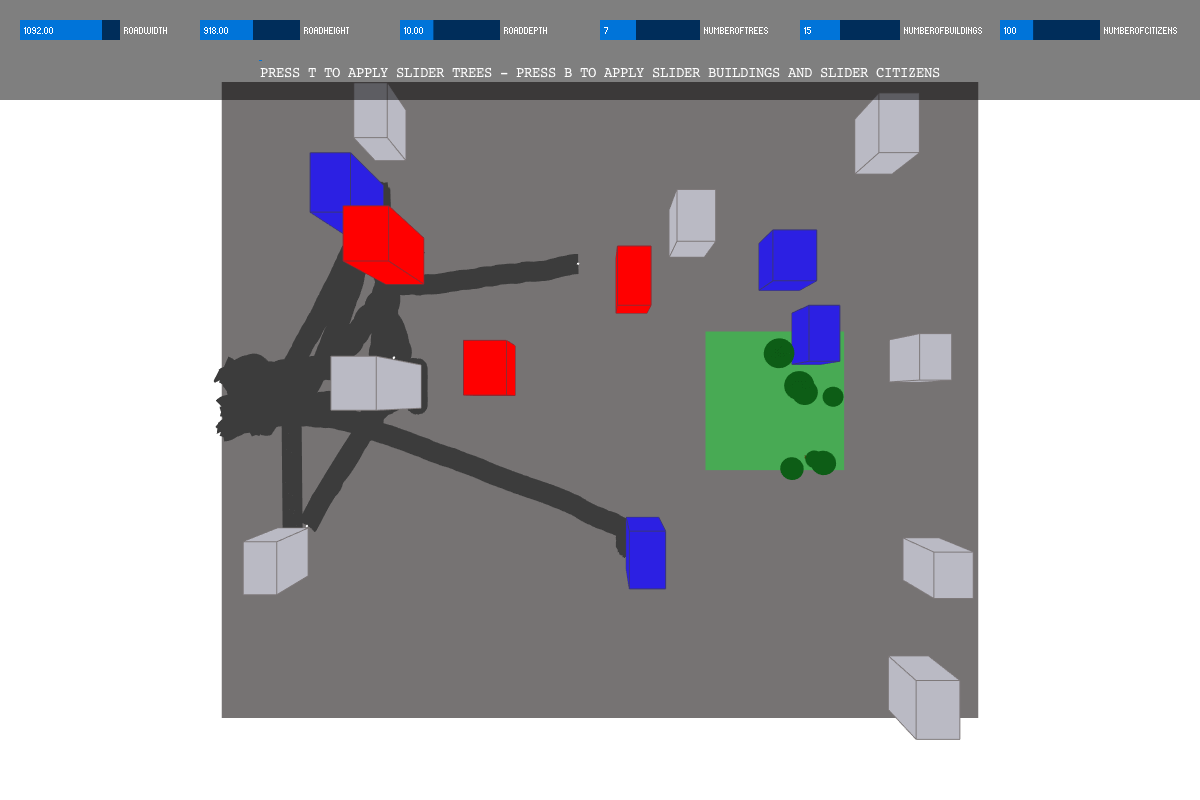 1092.00 ROADWIDTH 918.00 ROADHEIGHT 10.00 ROADDEPTH 7 NUMBEROFTREES 15 NUMBEROFBUILDINGS 100 NUMBEROFCITIZENS
PRESS T TO APPLY SLIDER TREES - PRESS B TO APPLY SLIDER BUILDINGS AND SLIDER CITIZENS